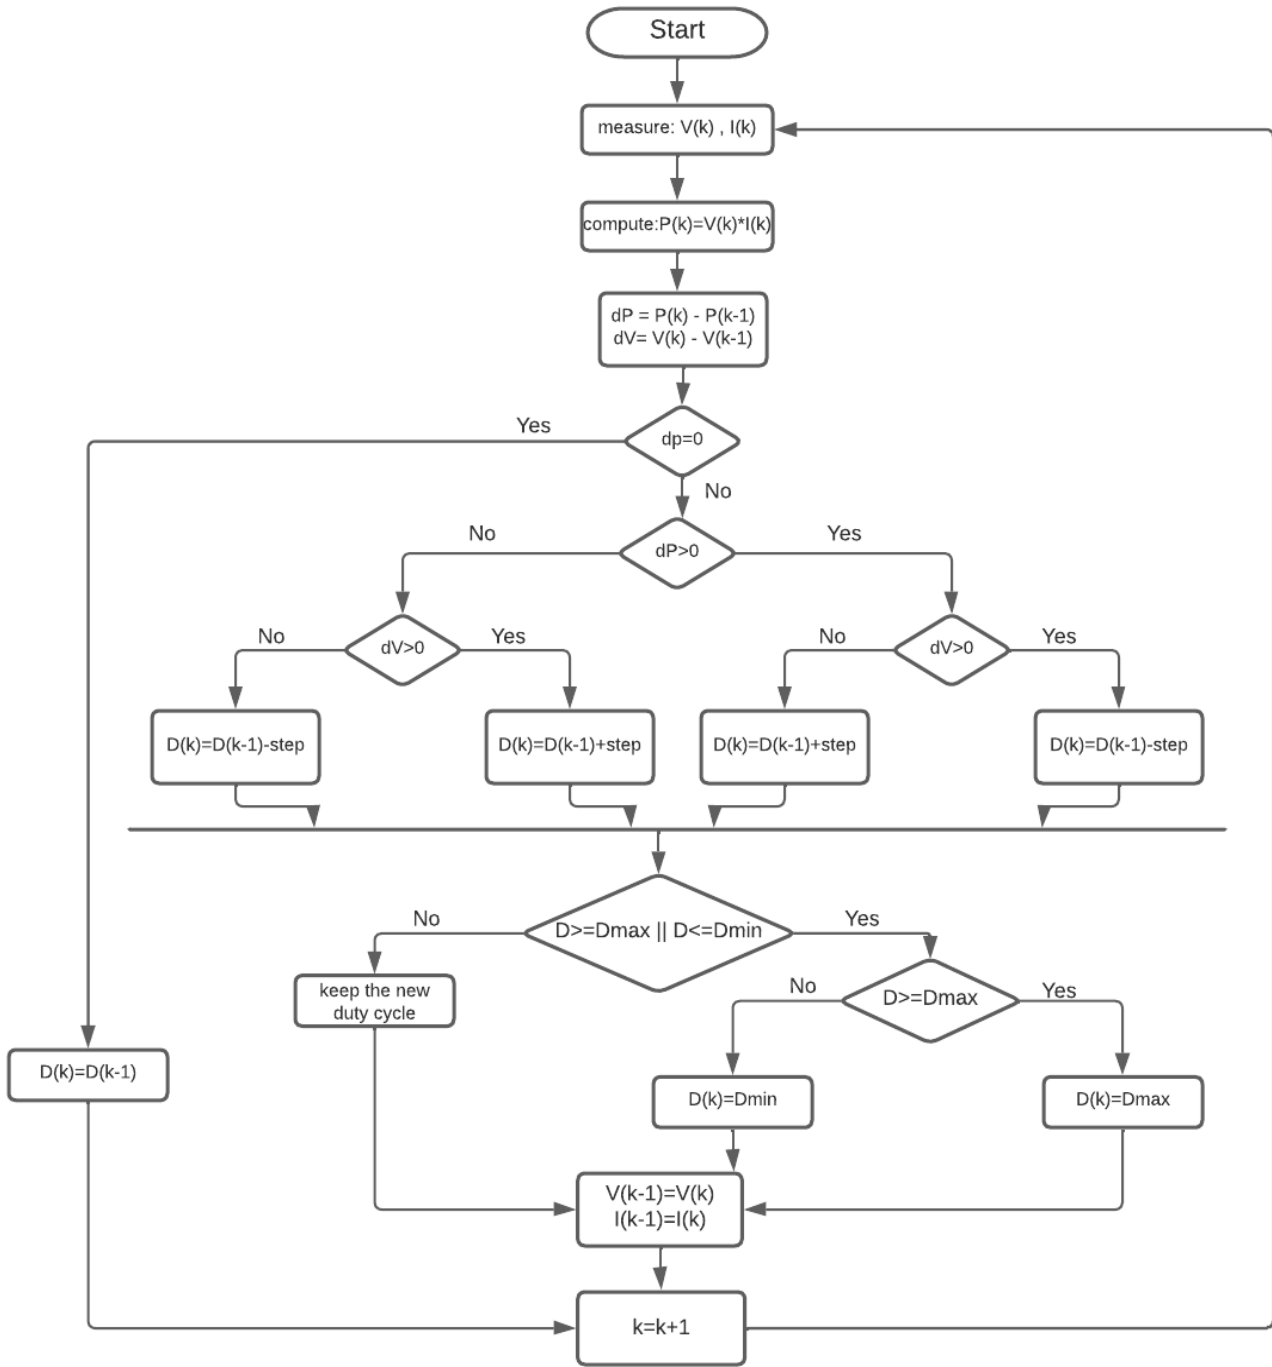 Start
measure: V(k) , I(k)
compute:P(k)=V(k)*I(k)
dP = P(k) - P(k-1)
dV= V(k) - V(k-1)
Yes
dp=0
No
No
dP>0
Yes
No
dV>0
Yes
No
dV>0
Yes
D(k)=D(k-1)-step
D(k)=D(k-1)+step
D(k)=D(k-1)+step
D(k)=D(k-1)-step
No
D>=Dmax || D<=Dmin
Yes
keep the new
duty cycle
No
D>=Dmax
Yes
D(k)=D(k-1)
D(k)=Dmin
D(k)=Dmax
V(k-1)=V(k)
I(k-1)=I(k)
k=k+1